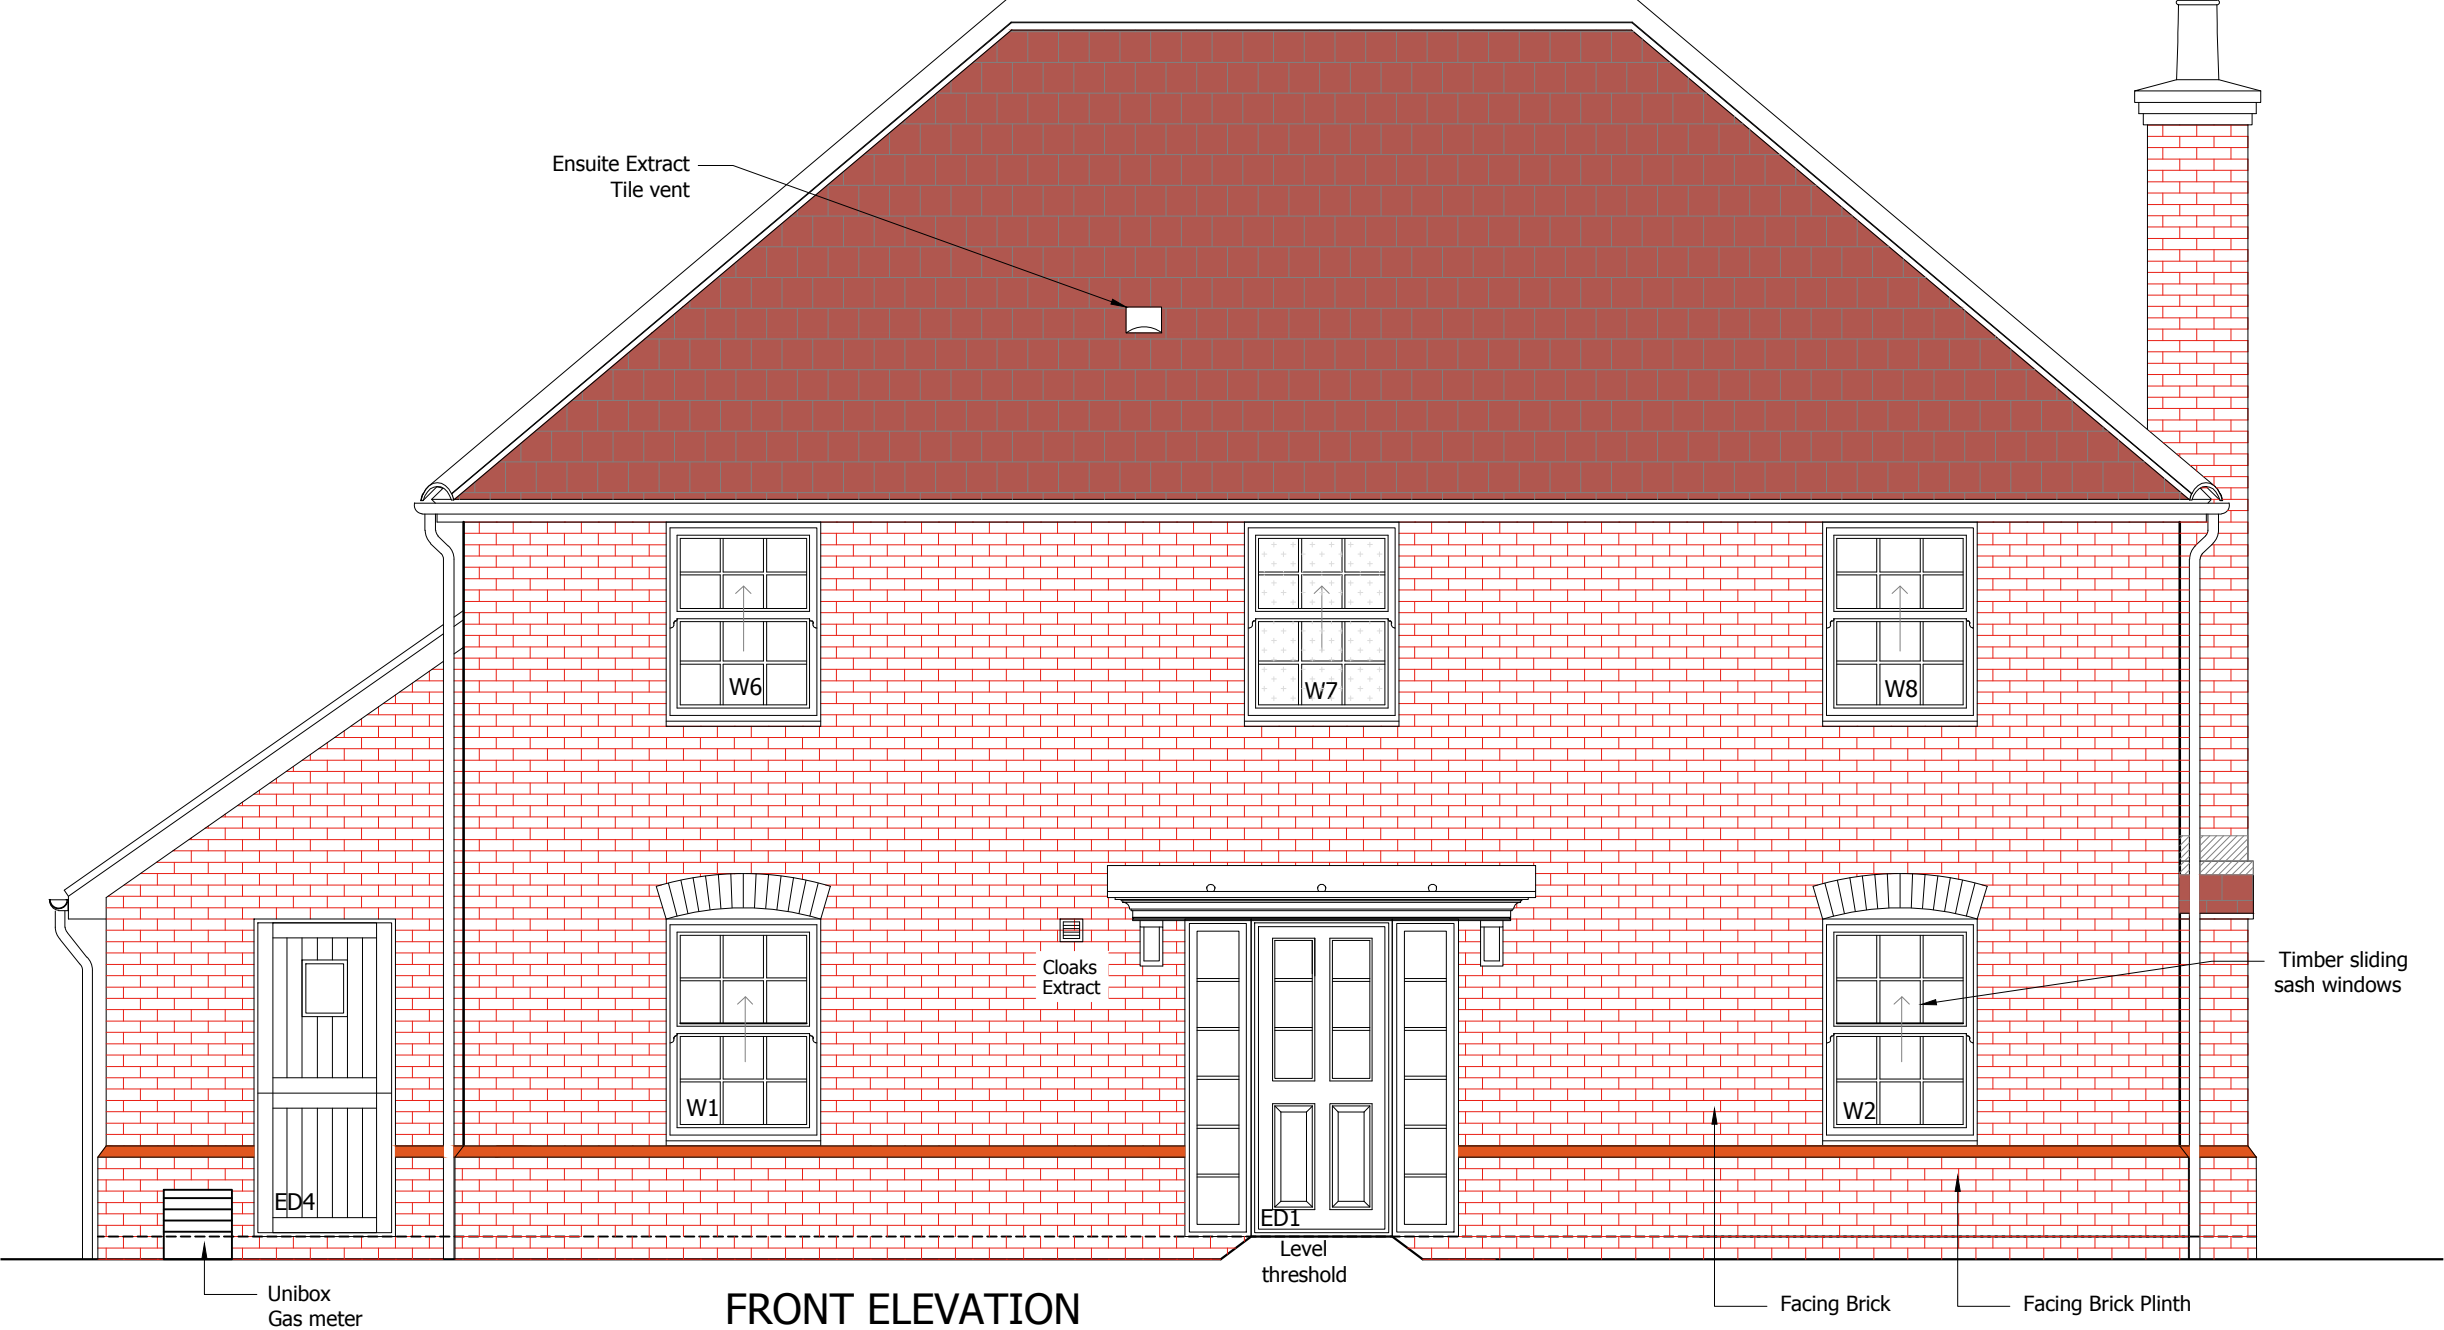 Ensuite Extract
Tile vent
W6
W7
W8
Cloaks
Extract
Timber sliding
sash windows
W1
W2
ED4
ED1
Level
threshold
Unibox
Gas meter
FRONT ELEVATION
Facing Brick
Facing Brick Plinth